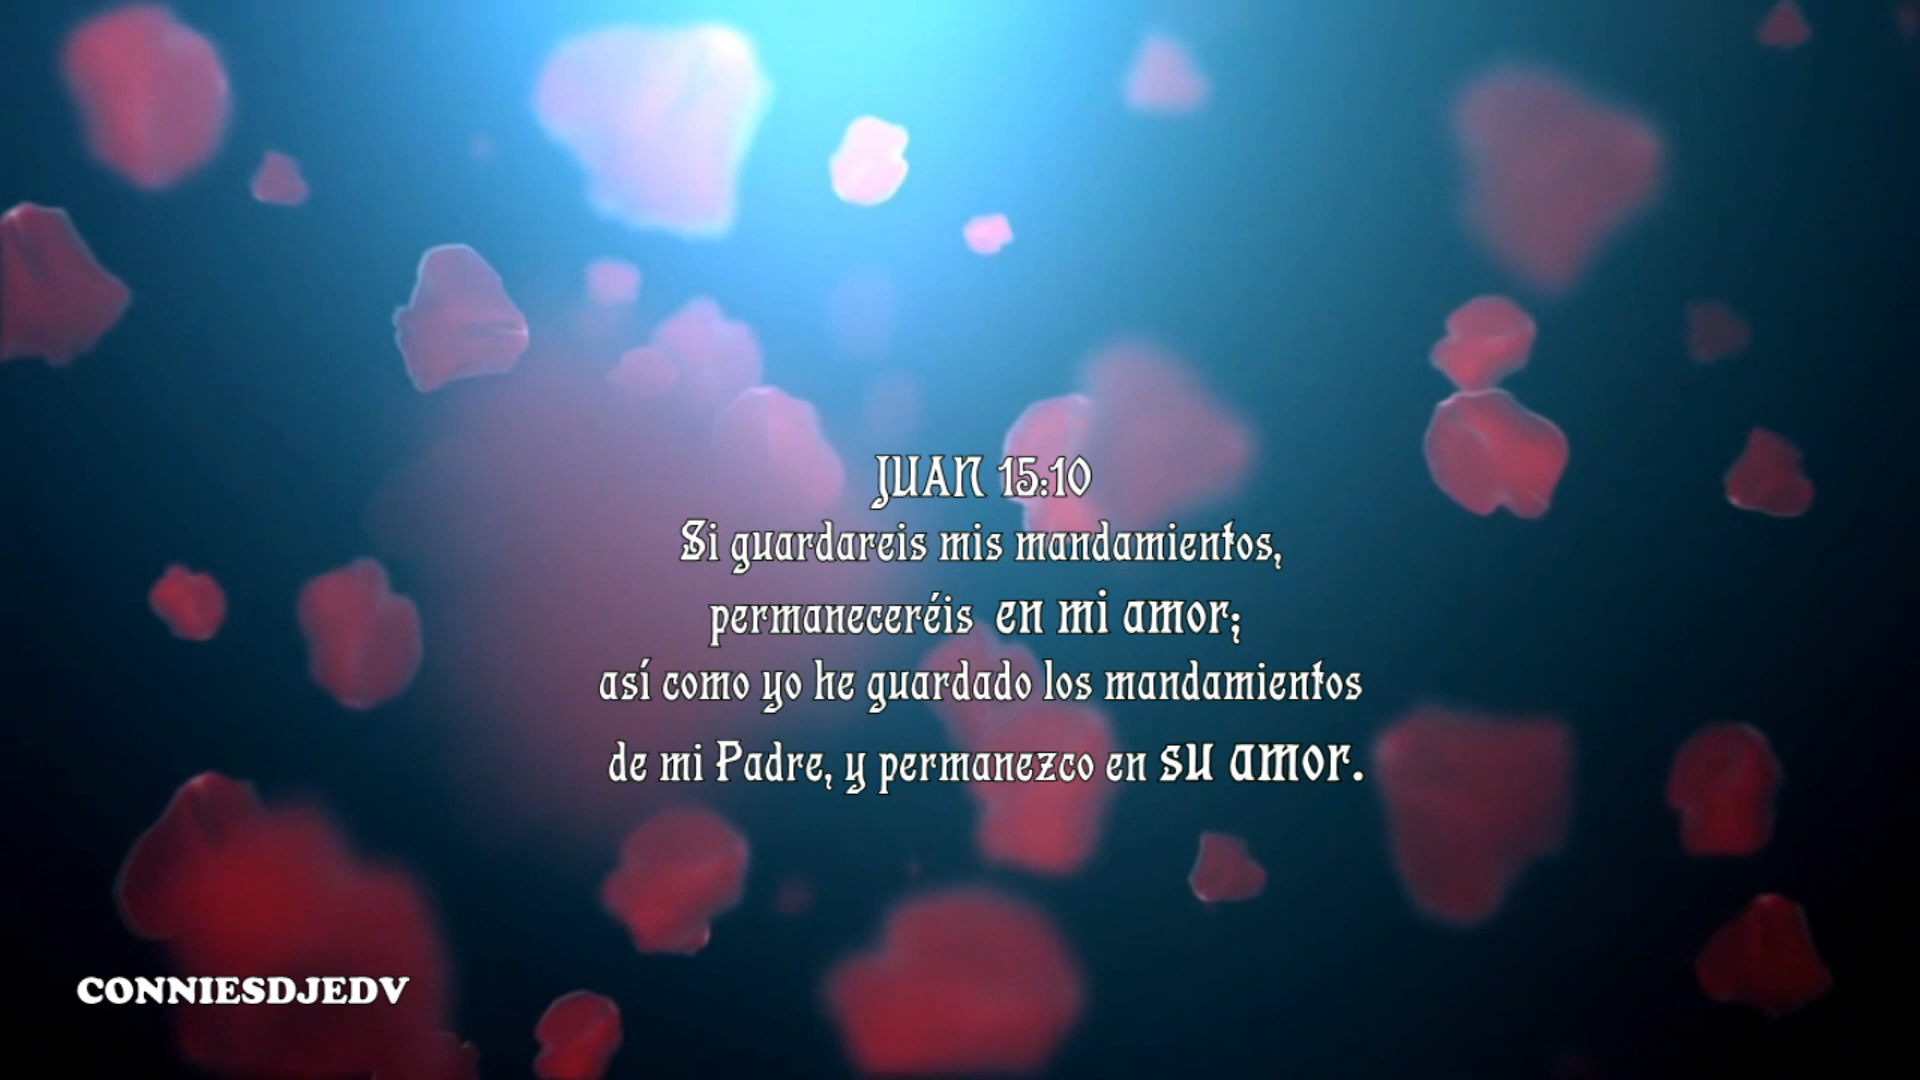 JUAN 15:10
Si guardareis mis mandamientos,
permaneceréis en mi amor;
así como yo he guardado los mandamientos
de mi Padre, y permanezco en su amor.
CONNIESDJEDV